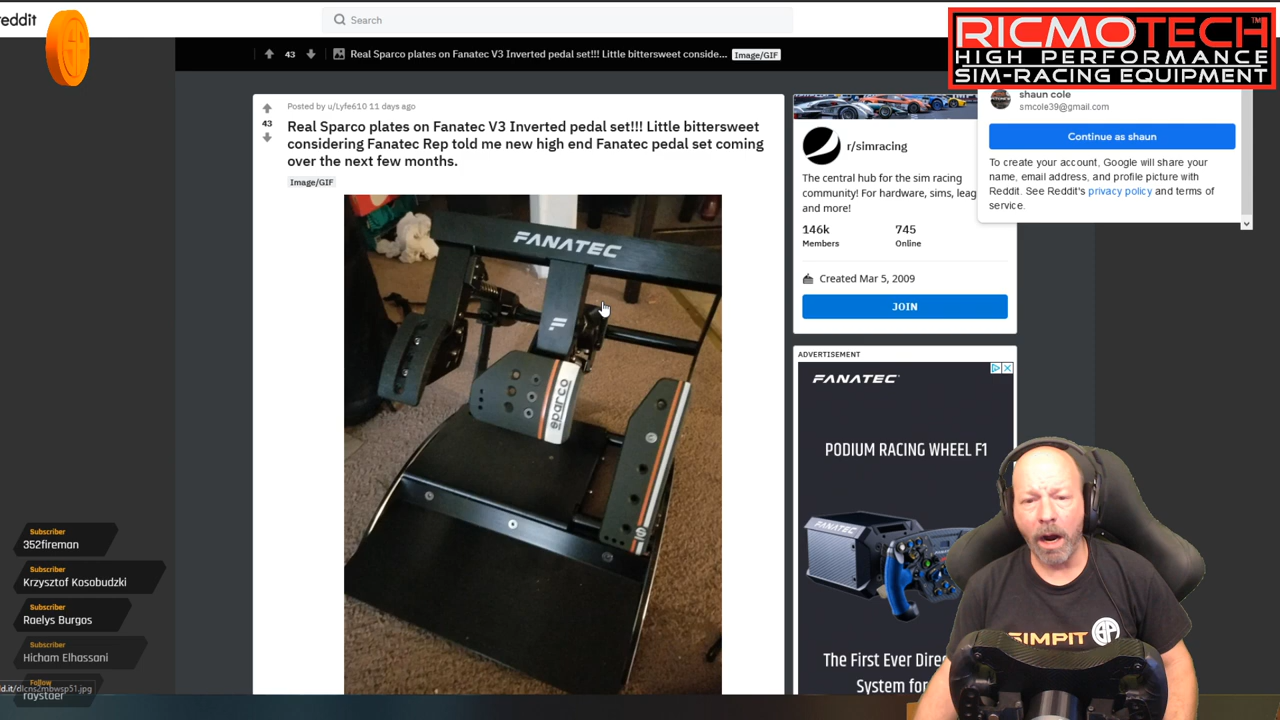 reddit
Search
RICMOTECH™
HIGH PERFORMANCE
SIM-RACING EQUIPMENT
43
Real Sparco plates on Fanatec V3 Inverted pedal set!!! Little bittersweet conside...
Image/GIF
Posted by u/Lyfe610 11 days ago
43
Real Sparco plates on Fanatec V3 Inverted pedal set!!! Little bittersweet
considering Fanatec Rep told me new high end Fanatec pedal set coming
over the next few months.
Image/GIF
FANATEC
sparco
r/simracing
The central hub for the sim racing
community! For hardware, sims, leag
and more!
146k
Members
745
Online
Created Mar 5, 2009
JOIN
shaun cole
smcole39@gmail.com
Continue as shaun
To create your account, Google will share your
name, email address, and profile picture with
Reddit. See Reddit's privacy policy and terms of
service.
ADVERTISEMENT
FANATEC
PODIUM RACING WHEEL F1
FANATEC
The First Ever Direc
System for
SIMPIT
Subscriber
352fireman
Subscriber
Krzysztof Kosobudzki
Subscriber
Raelys Burgos
Subscriber
Hicham Elhassani
Follow
raystaer